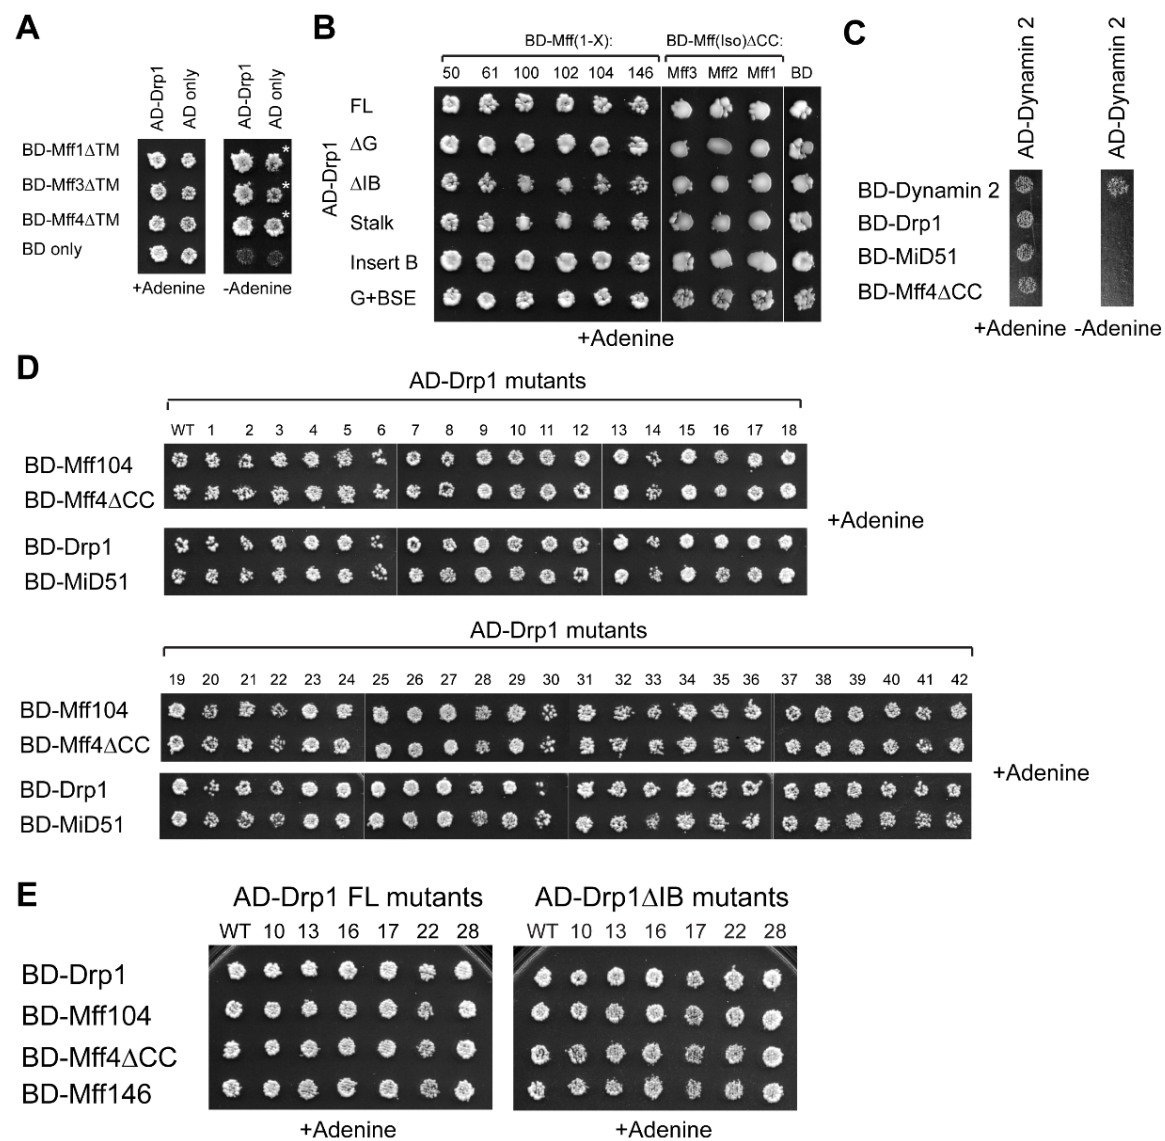 A
AD-Drp1
AD only
AD-Drp1
AD only
BD-Mff1ΔTM
*
BD-Mff3ΔTM
*
BD-Mff4ΔTM
*
BD only
+Adenine
-Adenine
B
BD-Mff(1-X):
BD-Mff(Iso)ΔCC:
50 61 100 102 104 146 Mff3 Mff2 Mff1 BD
AD-Drp1
FL
ΔG
ΔIB
Stalk
Insert B
G+BSE
+Adenine
C
AD-Dynamin 2
AD-Dynamin 2
BD-Dynamin 2
BD-Drp1
BD-MiD51
BD-Mff4ΔCC
+Adenine -Adenine
D
AD-Drp1 mutants
WT 1 2 3 4 5 6 7 8 9 10 11 12 13 14 15 16 17 18
BD-Mff104
BD-Mff4ΔCC
+Adenine
BD-Drp1
BD-MiD51
AD-Drp1 mutants
19 20 21 22 23 24 25 26 27 28 29 30 31 32 33 34 35 36 37 38 39 40 41 42
BD-Mff104
BD-Mff4ΔCC
+Adenine
BD-Drp1
BD-MiD51
E
AD-Drp1 FL mutants
AD-Drp1ΔIB mutants
WT 10 13 16 17 22 28
WT 10 13 16 17 22 28
BD-Drp1
BD-Mff104
BD-Mff4ΔCC
BD-Mff146
+Adenine
+Adenine